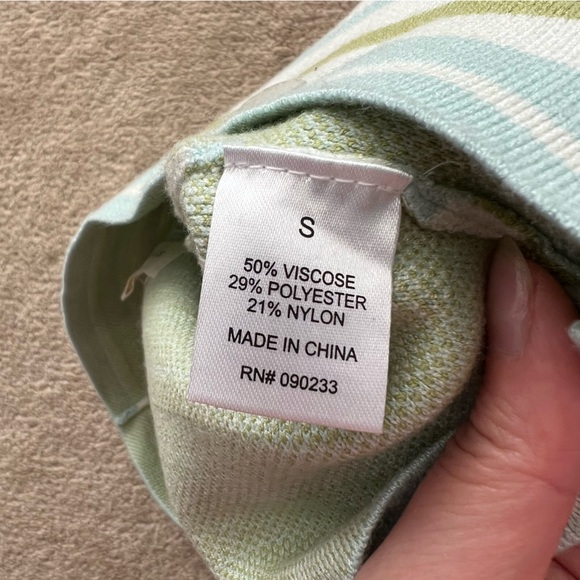 S
50% VISCOSE
29% POLYESTER
21% NYLON
MADE IN CHINA
RN# 090233